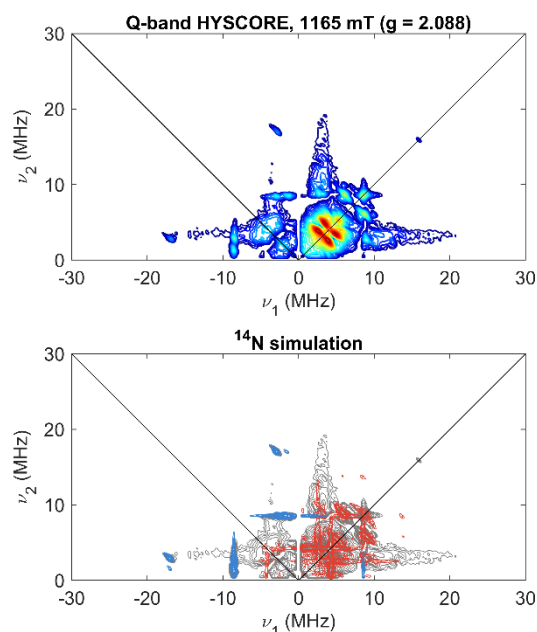 Q-band HYSCORE, 1165 mT (g = 2.088)
30
20
10
0
ν₂ (MHz)
-30 -20 -10 0 10 20 30
ν₁ (MHz)
¹⁴N simulation
30
20
10
0
ν₂ (MHz)
-30 -20 -10 0 10 20 30
ν₁ (MHz)